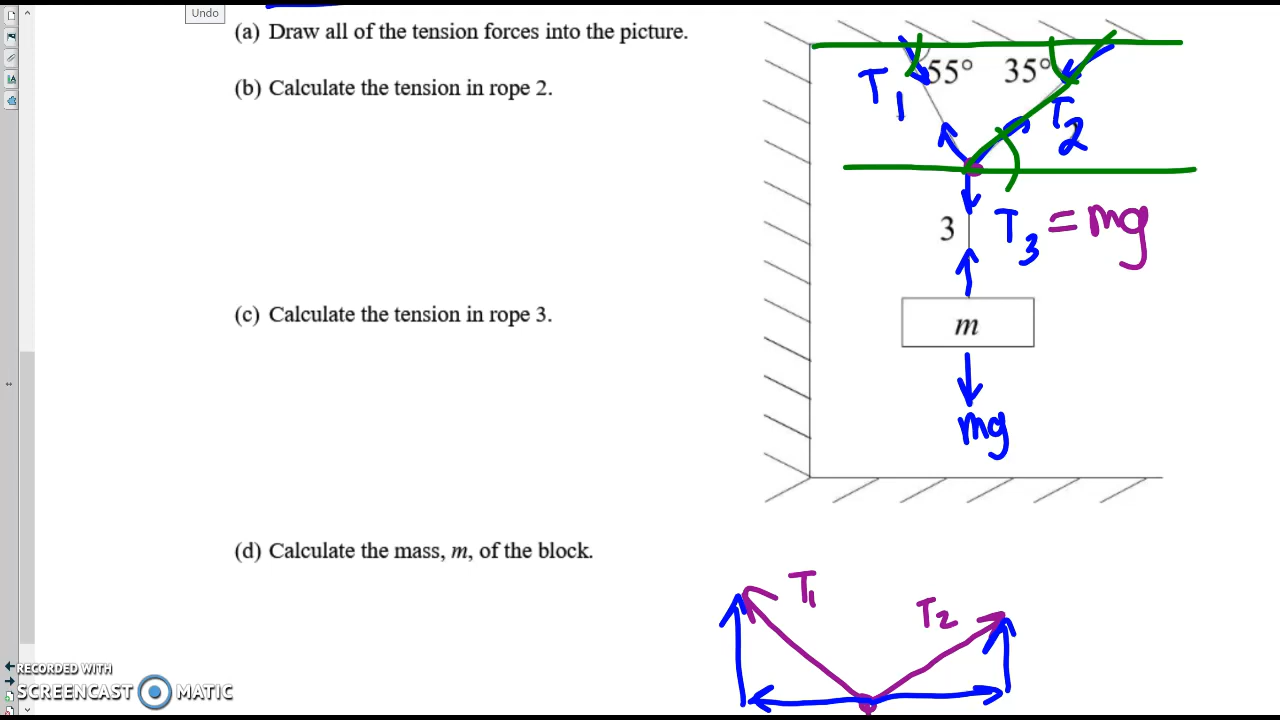 Undo
(a) Draw all of the tension forces into the picture.
(b) Calculate the tension in rope 2.
55° 35°
T1
T2
3 T3 = mg
(c) Calculate the tension in rope 3.
m
mg
(d) Calculate the mass, m, of the block.
T1
T2
RECORDED WITH
SCREENCAST MATIC